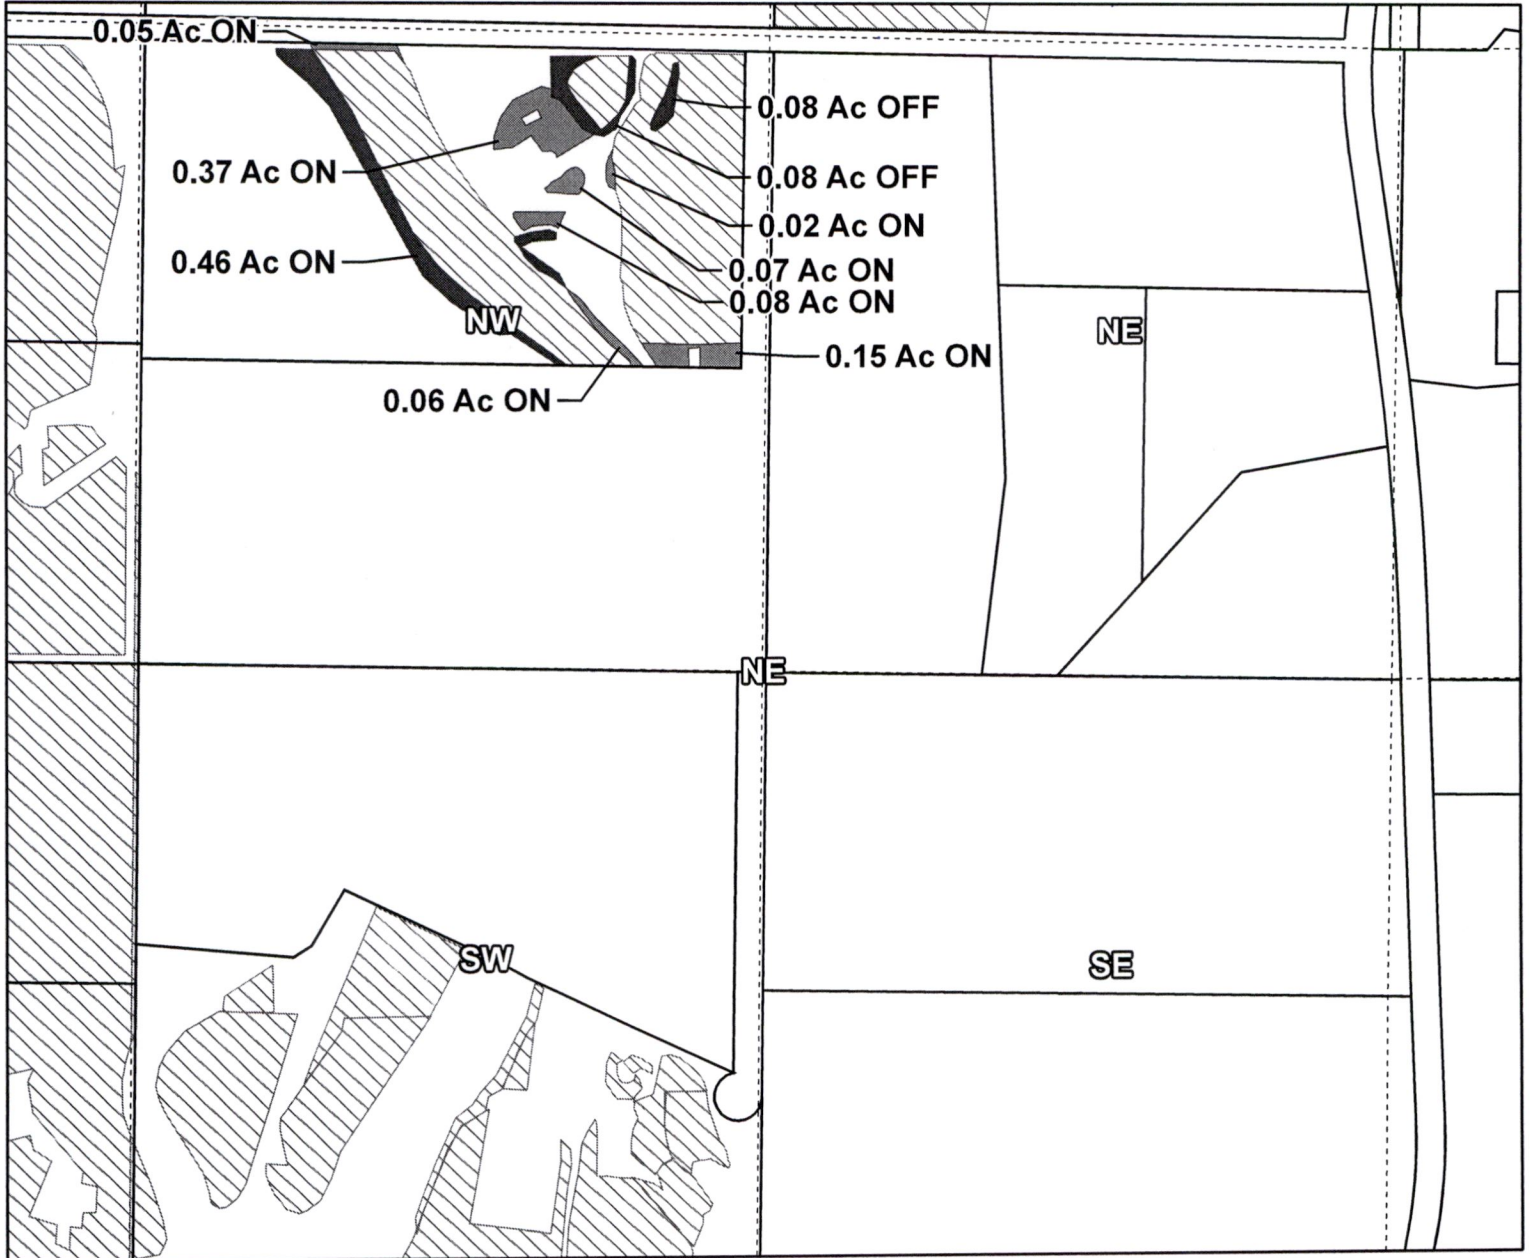 0.05 Ac ON
0.08 Ac OFF
0.37 Ac ON
0.08 Ac OFF
0.02 Ac ON
0.46 Ac ON
0.07 Ac ON
0.08 Ac ON
NW
NE
0.15 Ac ON
0.06 Ac ON
NE
SW
SE